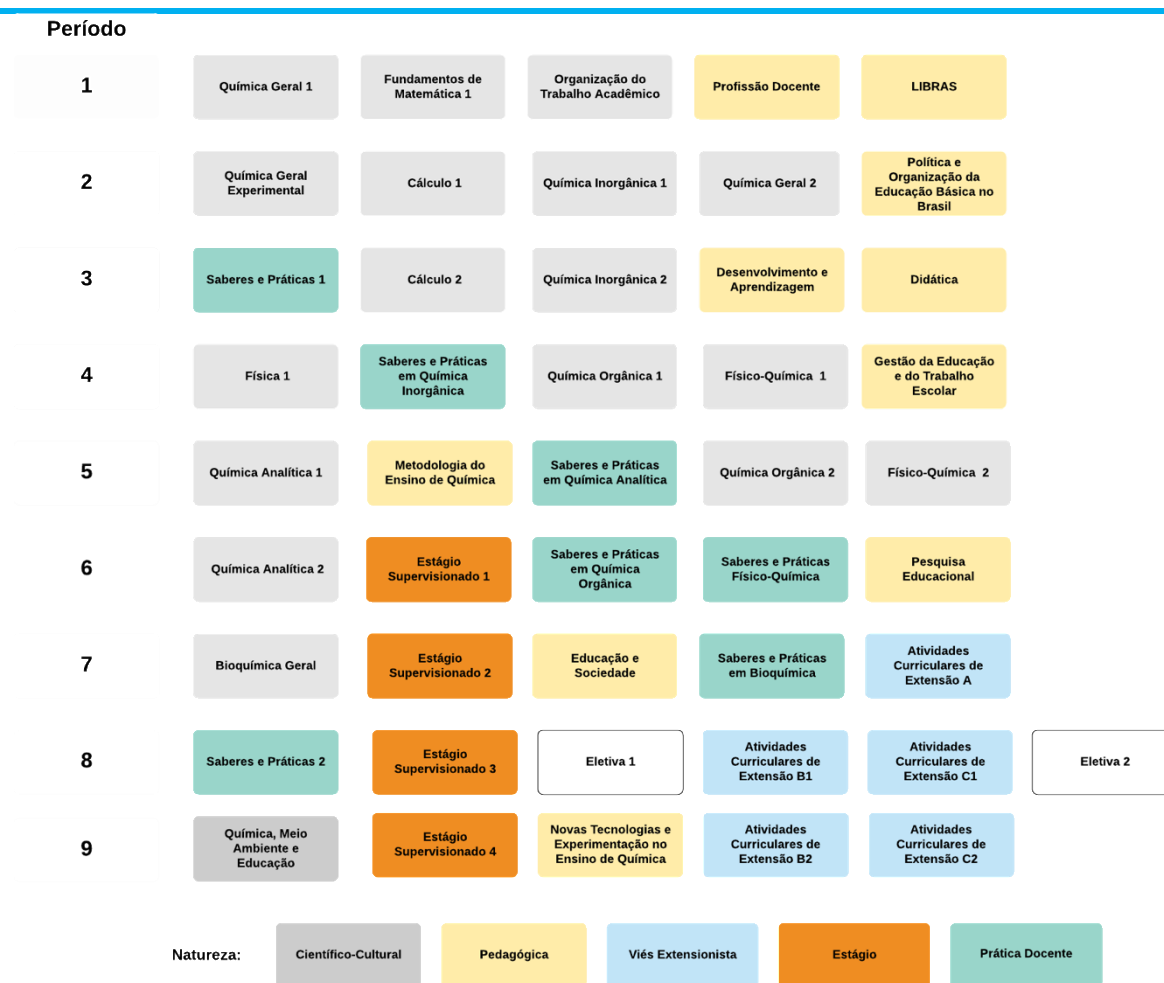 Período
1
Química Geral 1
Fundamentos de
Matemática 1
Organização do
Trabalho Acadêmico
Profissão Docente
LIBRAS
2
Química Geral
Experimental
Cálculo 1
Química Inorgânica 1
Química Geral 2
Política e
Organização da
Educação Básica no
Brasil
3
Saberes e Práticas 1
Cálculo 2
Química Inorgânica 2
Desenvolvimento e
Aprendizagem
Didática
4
Física 1
Saberes e Práticas
em Química
Inorgânica
Química Orgânica 1
Físico-Química 1
Gestão da Educação
e do Trabalho
Escolar
5
Química Analítica 1
Metodologia do
Ensino de Química
Saberes e Práticas
em Química Analítica
Química Orgânica 2
Físico-Química 2
6
Química Analítica 2
Estágio
Supervisionado 1
Saberes e Práticas
em Química
Orgânica
Saberes e Práticas
Físico-Química
Pesquisa
Educacional
7
Bioquímica Geral
Estágio
Supervisionado 2
Educação e
Sociedade
Saberes e Práticas
em Bioquímica
Atividades
Curriculares de
Extensão A
8
Saberes e Práticas 2
Estágio
Supervisionado 3
Eletiva 1
Atividades
Curriculares de
Extensão B1
Atividades
Curriculares de
Extensão C1
Eletiva 2
9
Química, Meio
Ambiente e
Educação
Estágio
Supervisionado 4
Novas Tecnologias e
Experimentação no
Ensino de Química
Atividades
Curriculares de
Extensão B2
Atividades
Curriculares de
Extensão C2
Natureza:
Científico-Cultural
Pedagógica
Viés Extensionista
Estágio
Prática Docente